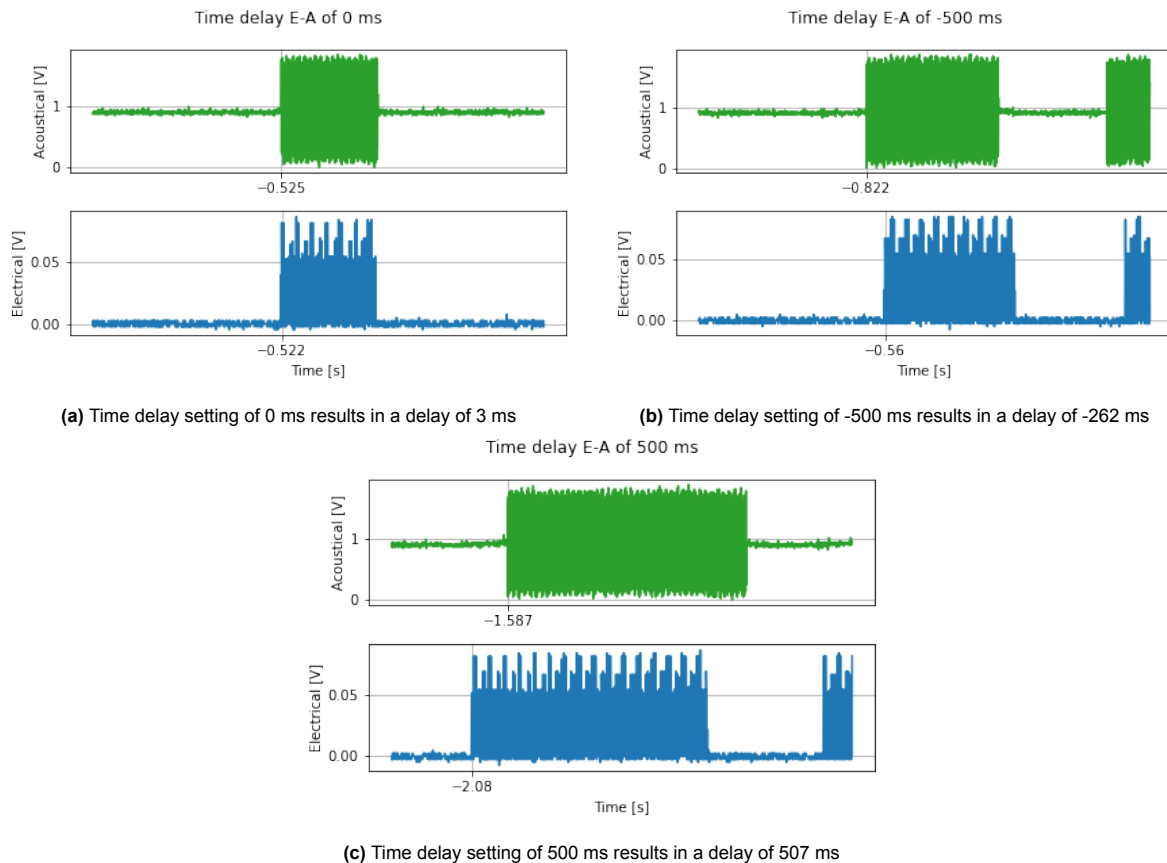 Time delay E-A of 0 ms
Acoustical [V]
1
0
−0.525
Electrical [V]
0.05
0.00
−0.522
Time [s]
(a) Time delay setting of 0 ms results in a delay of 3 ms
Time delay E-A of -500 ms
Acoustical [V]
1
0
−0.822
Electrical [V]
0.05
0.00
−0.56
Time [s]
(b) Time delay setting of -500 ms results in a delay of -262 ms
Time delay E-A of 500 ms
Acoustical [V]
1
0
−1.587
Electrical [V]
0.05
0.00
−2.08
Time [s]
(c) Time delay setting of 500 ms results in a delay of 507 ms